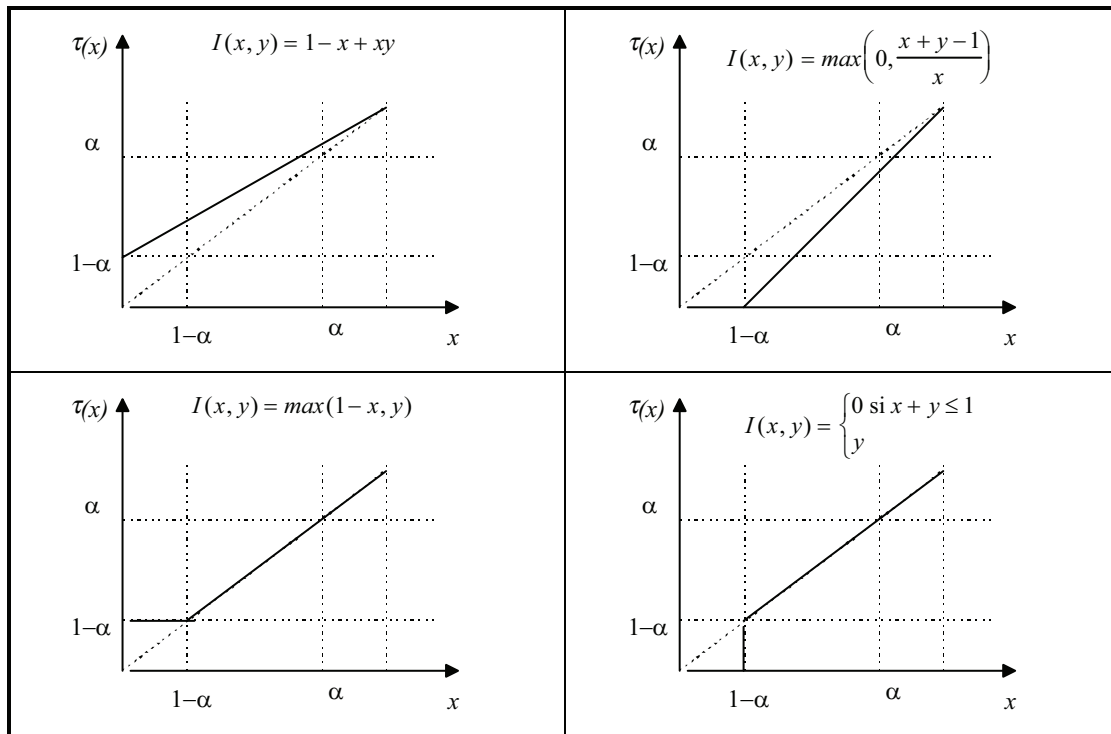 τ(x) I(x, y) = 1 − x + xy
α
1−α
1−α α x
τ(x) I(x, y) = max(0, (x + y − 1)/x)
α
1−α
1−α α x
τ(x) I(x, y) = max(1 − x, y)
α
1−α
1−α α x
τ(x) I(x, y) = {0 si x + y ≤ 1
y
α
1−α
1−α α x